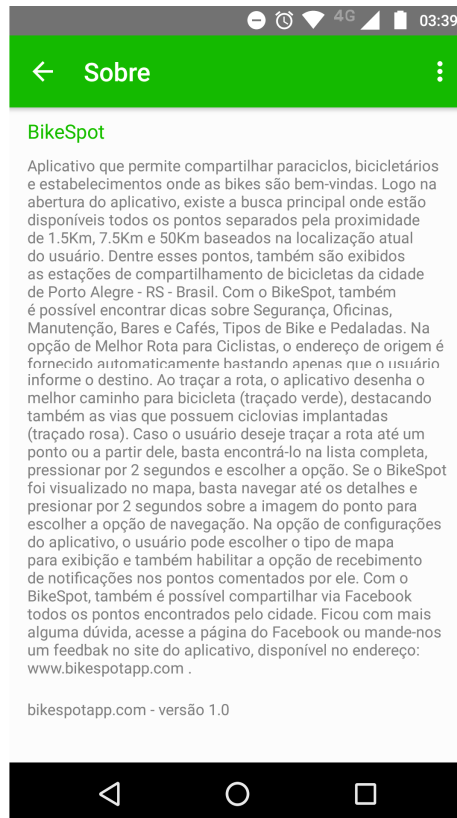 4G 03:39
Sobre
BikeSpot
Aplicativo que permite compartilhar paraciclos, bicicletários
e estabelecimentos onde as bikes são bem-vindas. Logo na
abertura do aplicativo, existe a busca principal onde estão
disponíveis todos os pontos separados pela proximidade
de 1.5Km, 7.5Km e 50Km baseados na localização atual
do usuário. Dentre esses pontos, também são exibidos
as estações de compartilhamento de bicicletas da cidade
de Porto Alegre - RS - Brasil. Com o BikeSpot, também
é possível encontrar dicas sobre Segurança, Oficinas,
Manutenção, Bares e Cafés, Tipos de Bike e Pedaladas. Na
opção de Melhor Rota para Ciclistas, o endereço de origem é
fornecido automaticamente bastando apenas que o usuário
informe o destino. Ao traçar a rota, o aplicativo desenha o
melhor caminho para bicicleta (traçado verde), destacando
também as vias que possuem ciclovias implantadas
(traçado rosa). Caso o usuário deseje traçar a rota até um
ponto ou a partir dele, basta encontrá-lo na lista completa,
pressionar por 2 segundos e escolher a opção. Se o BikeSpot
foi visualizado no mapa, basta navegar até os detalhes e
presionar por 2 segundos sobre a imagem do ponto para
escolher a opção de navegação. Na opção de configurações
do aplicativo, o usuário pode escolher o tipo de mapa
para exibição e também habilitar a opção de recebimento
de notificações nos pontos comentados por ele. Com o
BikeSpot, também é possível compartilhar via Facebook
todos os pontos encontrados pelo cidade. Ficou com mais
alguma dúvida, acesse a página do Facebook ou mande-nos
um feedbak no site do aplicativo, disponível no endereço:
www.bikespotapp.com .
bikespotapp.com - versão 1.0